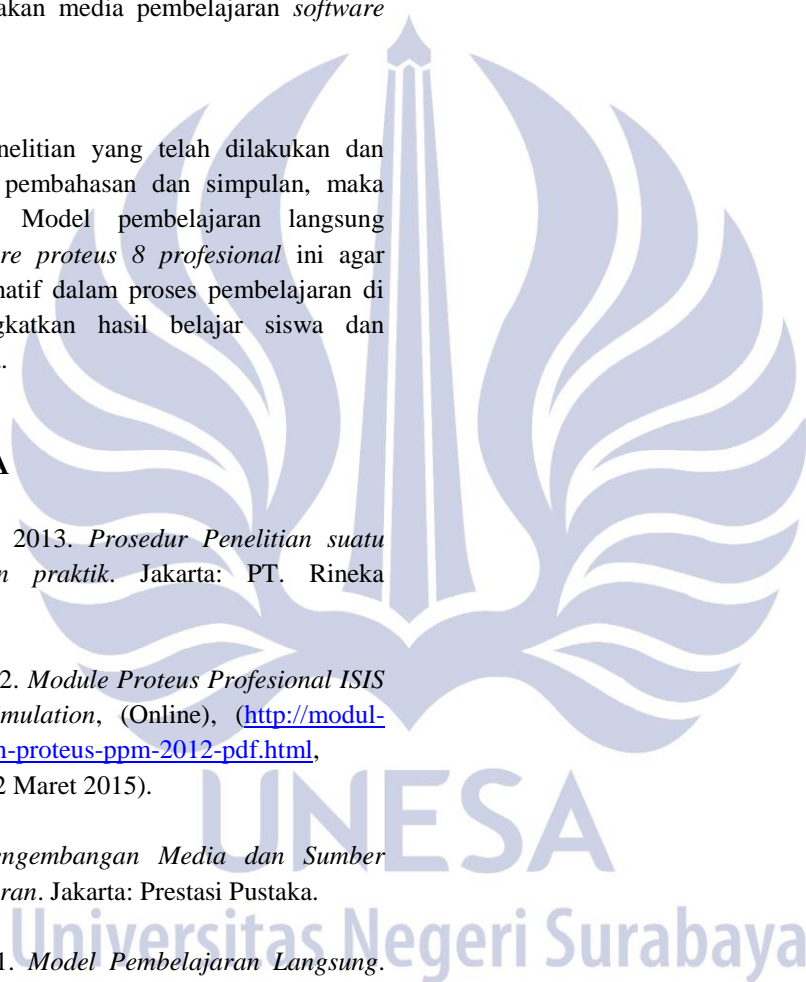 akan media pembelajaran software
nelitian yang telah dilakukan dan
pembahasan dan simpulan, maka
Model pembelajaran langsung
re proteus 8 profesional ini agar
natif dalam proses pembelajaran di
gkatkan hasil belajar siswa dan
.
A
2013. Prosedur Penelitian suatu
n praktik. Jakarta: PT. Rineka
2. Module Proteus Profesional ISIS
mulation, (Online), (http://modul-
n-proteus-ppm-2012-pdf.html,
2 Maret 2015).
engembangan Media dan Sumber
ran. Jakarta: Prestasi Pustaka.
1. Model Pembelajaran Langsung.
UNESA
Universitas Negeri Surabaya